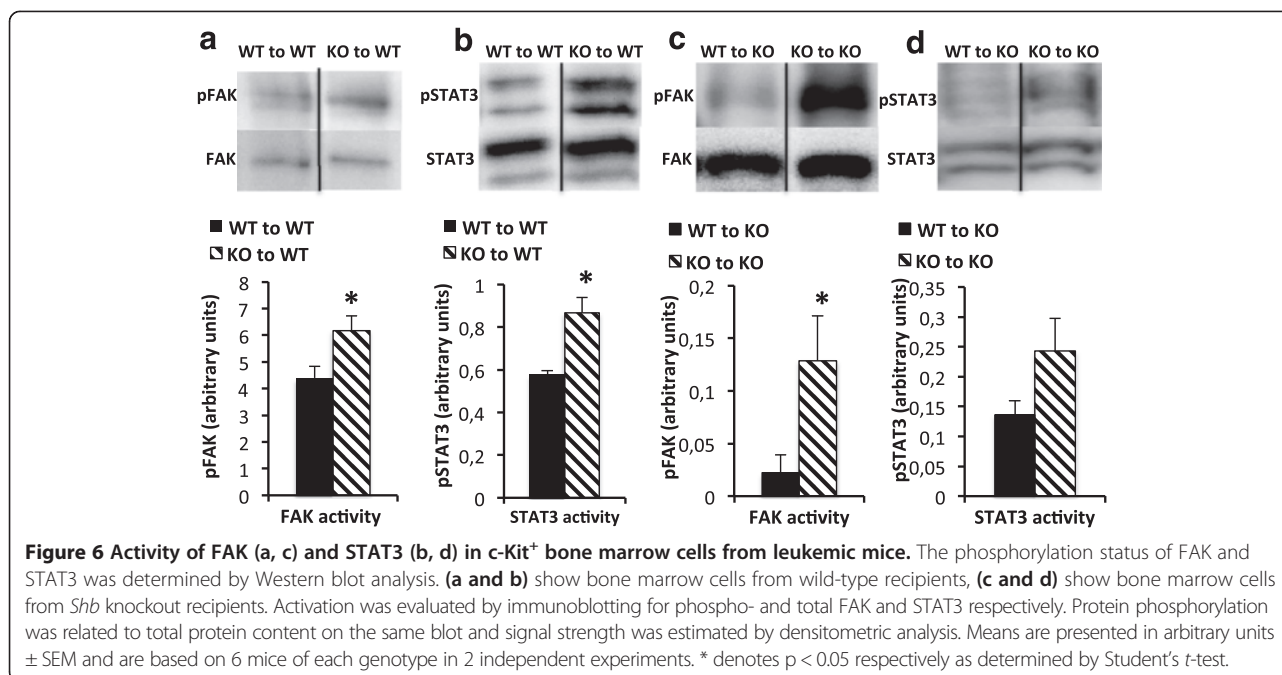 a
WT to WT KO to WT
pFAK
FAK
b
WT to WT KO to WT
pSTAT3
STAT3
c
WT to KO KO to KO
pFAK
FAK
d
WT to KO KO to KO
pSTAT3
STAT3
WT to WT
KO to WT
pFAK (arbitrary units)
8
7
6
5
4
3
2
1
0
*
FAK activity
WT to WT
KO to WT
pSTAT3 (arbitrary units)
1
0,8
0,6
0,4
0,2
0
*
STAT3 activity
WT to KO
KO to KO
pFAK (arbitrary units)
0,2
0,15
0,1
0,05
0
*
FAK activity
WT to KO
KO to KO
pSTAT3 (arbitrary units)
0,35
0,3
0,25
0,2
0,15
0,1
0,05
0
STAT3 activity
Figure 6 Activity of FAK (a, c) and STAT3 (b, d) in c-Kit⁺ bone marrow cells from leukemic mice. The phosphorylation status of FAK and
STAT3 was determined by Western blot analysis. (a and b) show bone marrow cells from wild-type recipients, (c and d) show bone marrow cells
from Shb knockout recipients. Activation was evaluated by immunoblotting for phospho- and total FAK and STAT3 respectively. Protein phosphorylation
was related to total protein content on the same blot and signal strength was estimated by densitometric analysis. Means are presented in arbitrary units
± SEM and are based on 6 mice of each genotype in 2 independent experiments. * denotes p < 0.05 respectively as determined by Student's t-test.